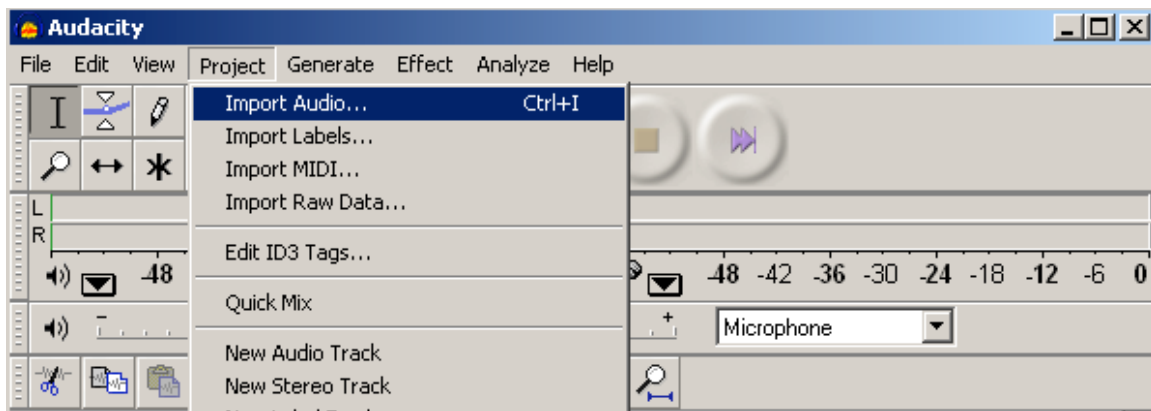 Audacity
File Edit View Project Generate Effect Analyze Help
Import Audio... Ctrl+I
Import Labels...
Import MIDI...
Import Raw Data...
L
R
Edit ID3 Tags...
-48 -48 -42 -36 -30 -24 -18 -12 -6 0
Quick Mix
- + Microphone
New Audio Track
New Stereo Track